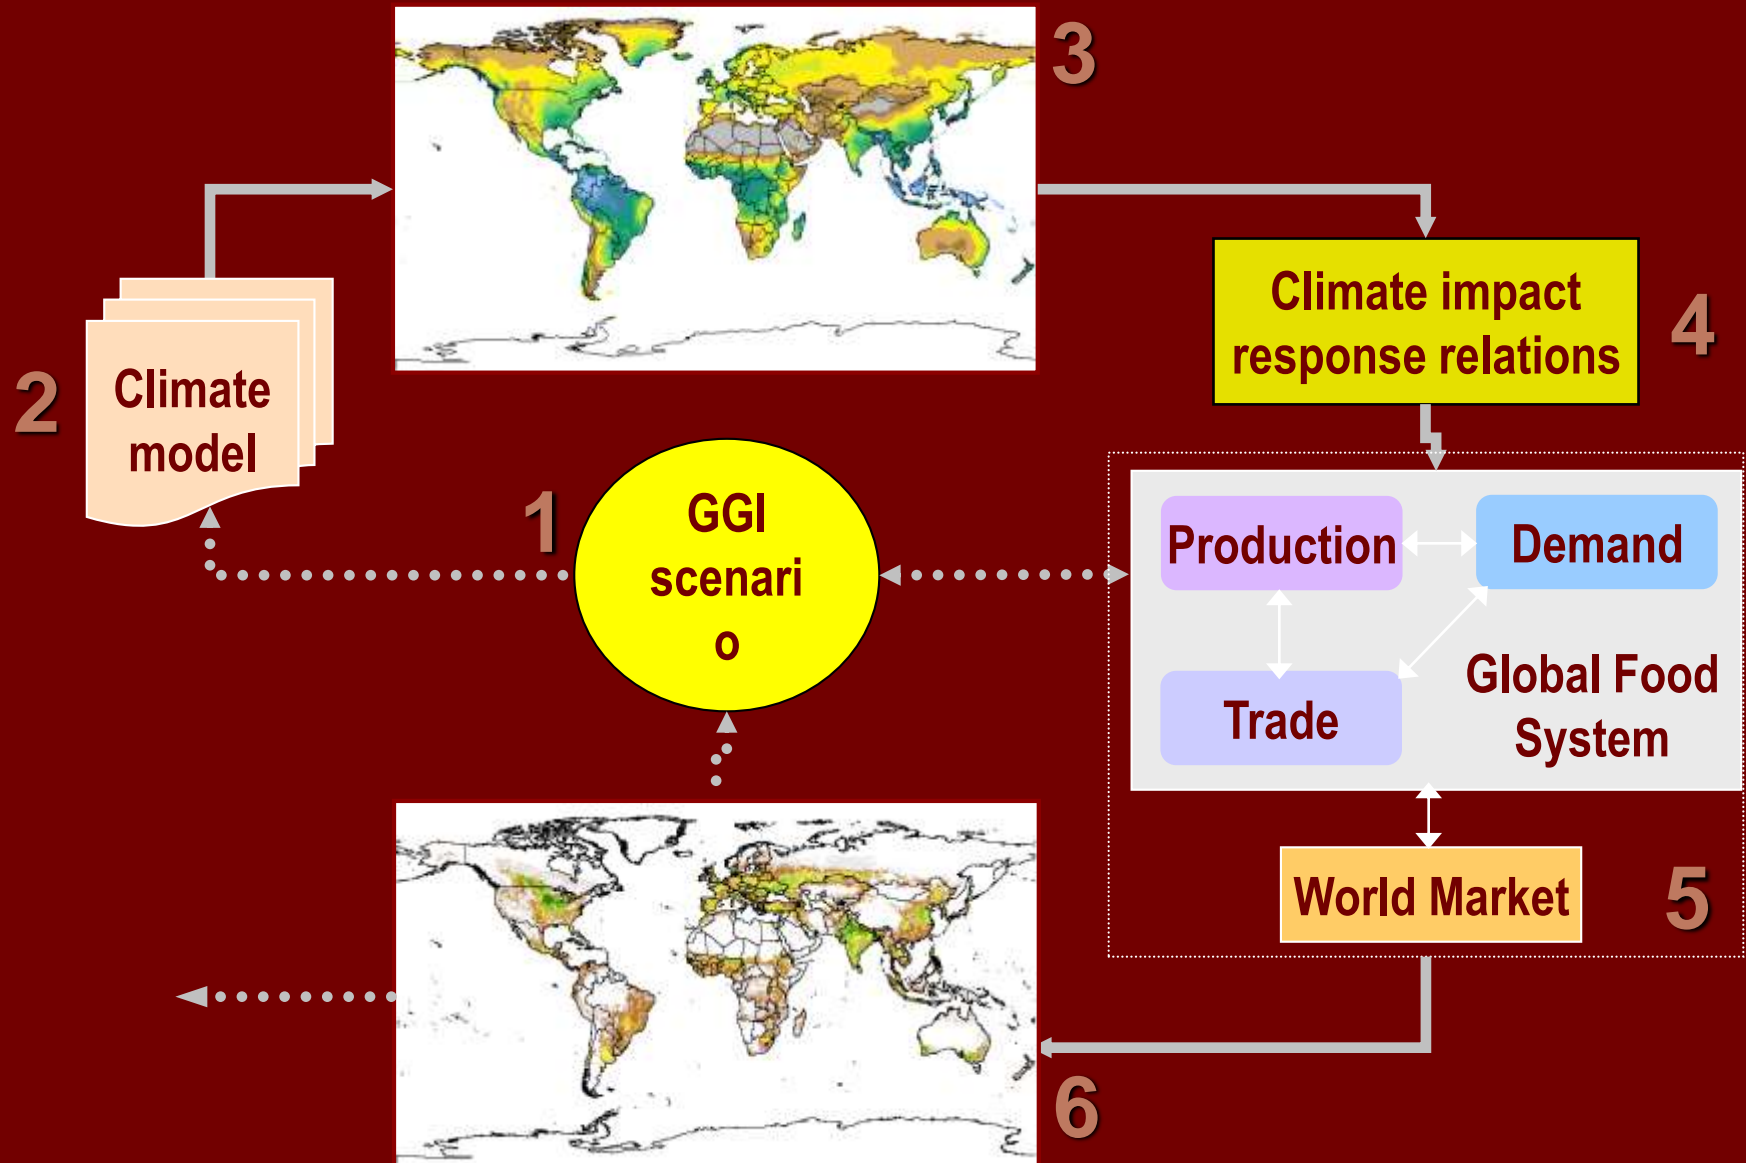 3
Climate impact
response relations
4
2
Climate
model
1
GGI
scenari
o
Production
Demand
Trade
Global Food
System
World Market
5
6